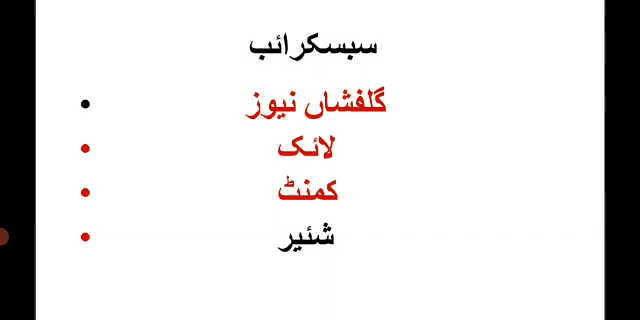 سبسکرائب
گلفشاں نیوز
لائک
کمنٹ
شئیر